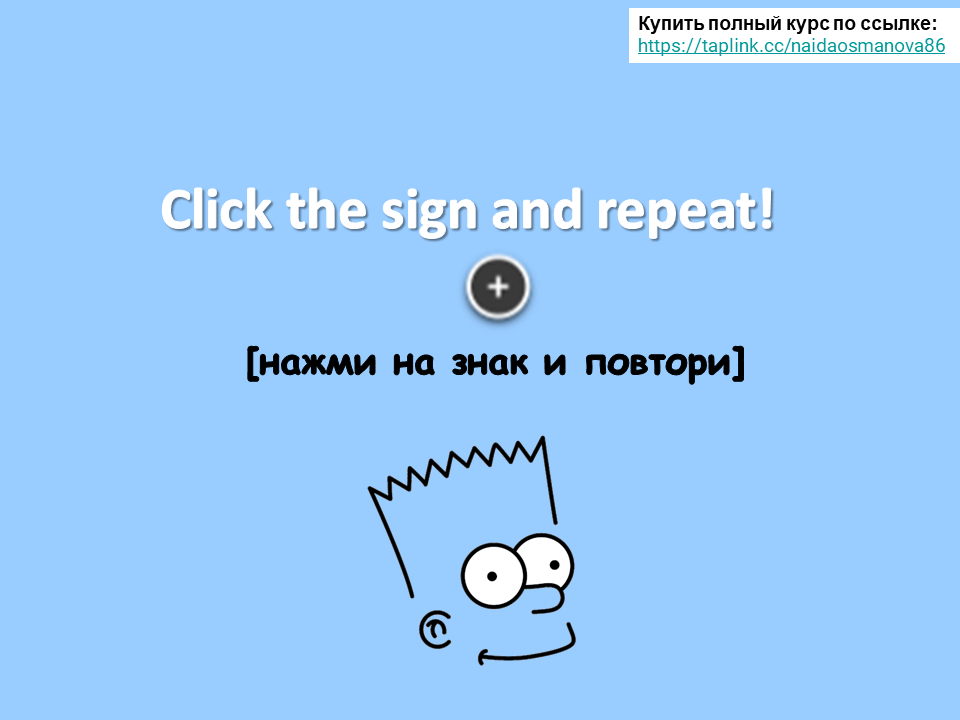 Купить полный курс по ссылке:
https://taplink.cc/naidaosmanova86
Click the sign and repeat!
+
[нажми на знак и повтори]